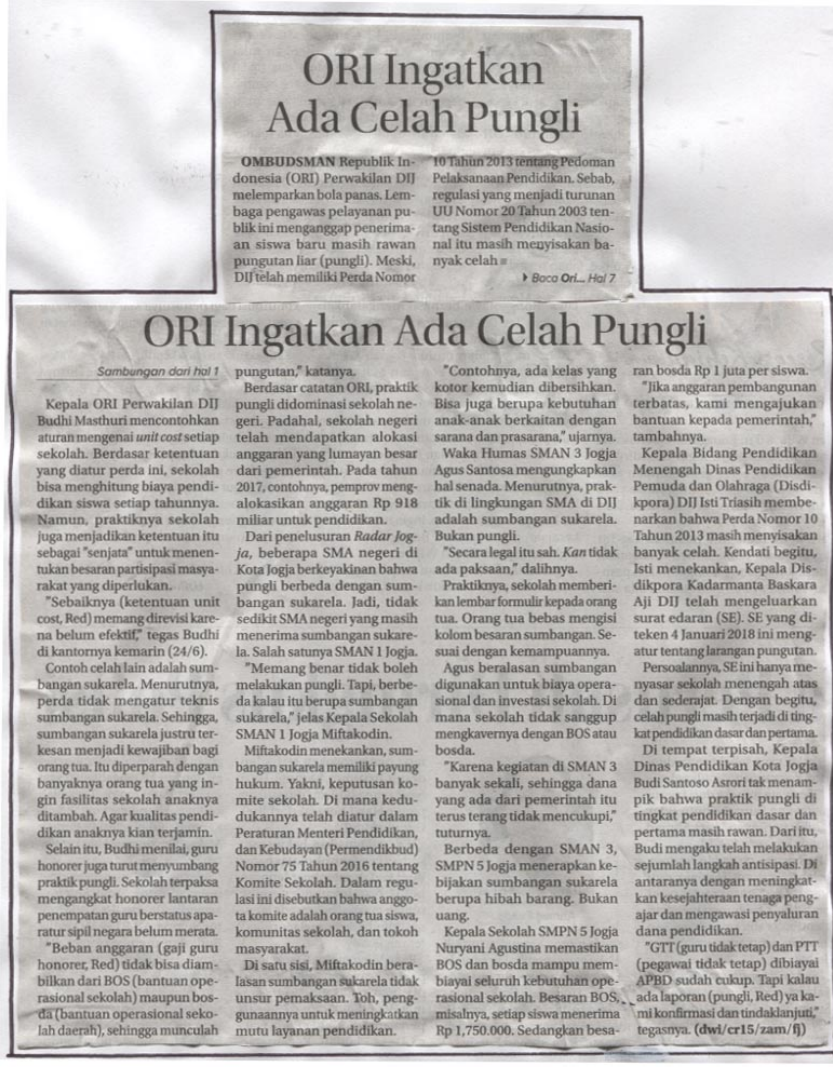 ORI Ingatkan
Ada Celah Pungli
OMBUDSMAN Republik In-
donesia (ORI) Perwakilan DIJ
melemparkan bola panas. Lem-
baga pengawas pelayanan pu-
blik ini menganggap penerima-
an siswa baru masih rawan
pungutan liar (pungli). Meski,
DIJ telah memiliki Perda Nomor
10 Tahun 2013 tentang Pedoman
Pelaksanaan Pendidikan. Sebab,
regulasi yang menjadi turunan
UU Nomor 20 Tahun 2003 ten-
tang Sistem Pendidikan Nasio-
nal itu masih menyisakan ba-
nyak celah
Baca Ori... Hal 7
ORI Ingatkan Ada Celah Pungli
Sambungan dari hal 1
Kepala ORI Perwakilan DIJ
Budhi Masthuri mencontohkan
aturan mengenai unit cost setiap
sekolah. Berdasar ketentuan
yang diatur perda ini, sekolah
bisa menghitung biaya pendi-
dikan siswa setiap tahunnya.
Namun, praktiknya sekolah
juga menjadikan ketentuan itu
sebagai "senjata" untuk menen-
tukan besaran partisipasi masya-
rakat yang diperlukan.
"Sebaiknya (ketentuan unit
cost, Red) memang direvisi kare-
na belum efektif," tegas Budhi
di kantornya kemarin (24/6).
Contoh celah lain adalah sum-
bangan sukarela. Menurutnya,
perda tidak mengatur teknis
sumbangan sukarela. Sehingga,
sumbangan sukarela justru ter-
kesan menjadi kewajiban bagi
orang tua. Itu diperparah dengan
banyaknya orang tua yang in-
gin fasilitas sekolah anaknya
ditambah. Agar kualitas pendi-
dikan anaknya kian terjamin.
Selain itu, Budhi menilai, guru
honorer juga turut menyumbang
praktik pungli. Sekolah terpaksa
mengangkat honorer lantaran
penempatan guru berstatus apa-
ratur sipil negara belum merata.
"Beban anggaran (gaji guru
honorer, Red) tidak bisa diam-
bilkan dari BOS (bantuan ope-
rasional sekolah) maupun bos-
da (bantuan operasional seko-
lah daerah), sehingga munculah
pungutan," katanya.
Berdasar catatan ORI, praktik
pungli didominasi sekolah ne-
geri. Padahal, sekolah negeri
telah mendapatkan alokasi
anggaran yang lumayan besar
dari pemerintah. Pada tahun
2017, contohnya, pemprov meng-
alokasikan anggaran Rp 918
miliar untuk pendidikan.
Dari penelusuran Radar Jog-
ja, beberapa SMA negeri di
Kota Jogja berkeyakinan bahwa
pungli berbeda dengan sum-
bangan sukarela. Jadi, tidak
sedikit SMA negeri yang masih
menerima sumbangan sukare-
la. Salah satunya SMAN 1 Jogja.
"Memang benar tidak boleh
melakukan pungli. Tapi, berbe-
da kalau itu berupa sumbangan
sukarela," jelas Kepala Sekolah
SMAN 1 Jogja Miftakodin.
Miftakodin menekankan, sum-
bangan sukarela memiliki payung
hukum. Yakni, keputusan ko-
mite sekolah. Di mana kedu-
dukannya telah diatur dalam
Peraturan Menteri Pendidikan,
dan Kebudayan (Permendikbud)
Nomor 75 Tahun 2016 tentang
Komite Sekolah. Dalam regu-
lasi ini disebutkan bahwa anggo-
ta komite adalah orang tua siswa,
komunitas sekolah, dan tokoh
masyarakat.
Di satu sisi, Miftakodin bera-
lasan sumbangan sukarela tidak
unsur pemaksaan. Toh, peng-
gunaannya untuk meningkatkan
mutu layanan pendidikan.
"Contohnya, ada kelas yang
kotor kemudian dibersihkan.
Bisa juga berupa kebutuhan
anak-anak berkaitan dengan
sarana dan prasarana," ujarnya.
Waka Humas SMAN 3 Jogja
Agus Santosa mengungkapkan
hal senada. Menurutnya, prak-
tik di lingkungan SMA di DIJ
adalah sumbangan sukarela.
Bukan pungli.
"Secara legal itu sah. Kan tidak
ada paksaan," dalihnya.
Praktiknya, sekolah memberi-
kan lembar formulir kepada orang
tua. Orang tua bebas mengisi
kolom besaran sumbangan. Se-
suai dengan kemampuannya.
Agus beralasan sumbangan
digunakan untuk biaya opera-
sional dan investasi sekolah. Di
mana sekolah tidak sanggup
mengkavernya dengan BOS atau
bosda.
"Karena kegiatan di SMAN 3
banyak sekali, sehingga dana
yang ada dari pemerintah itu
terus terang tidak mencukupi,"
tuturnya.
Berbeda dengan SMAN 3,
SMPN 5 Jogja menerapkan ke-
bijakan sumbangan sukarela
berupa hibah barang. Bukan
uang.
Kepala Sekolah SMPN 5 Jogja
Nuryani Agustina memastikan
BOS dan bosda mampu mem-
biayai seluruh kebutuhan ope-
rasional sekolah. Besaran BOS,
misalnya, setiap siswa menerima
Rp 1,750.000. Sedangkan besa-
ran bosda Rp 1 juta per siswa.
"Jika anggaran pembangunan
terbatas, kami mengajukan
bantuan kepada pemerintah,"
tambahnya.
Kepala Bidang Pendidikan
Menengah Dinas Pendidikan
Pemuda dan Olahraga (Disdi-
kpora) DIJ Isti Triasih membe-
narkan bahwa Perda Nomor 10
Tahun 2013 masih menyisakan
banyak celah. Kendati begitu,
Isti menekankan, Kepala Dis-
dikpora Kadarmanta Baskara
Aji DIJ telah mengeluarkan
surat edaran (SE). SE yang di-
teken 4 Januari 2018 ini meng-
atur tentang larangan pungutan.
Persoalannya, SE ini hanya me-
nyasar sekolah menengah atas
dan sederajat. Dengan begitu,
celah pungli masih terjadi di ting-
kat pendidikan dasar dan pertama.
Di tempat terpisah, Kepala
Dinas Pendidikan Kota Jogja
Budi Santoso Asrori tak menam-
pik bahwa praktik pungli di
tingkat pendidikan dasar dan
pertama masih rawan. Dari itu,
Budi mengaku telah melakukan
sejumlah langkah antisipasi. Di
antaranya dengan meningkat-
kan kesejahteraan tenaga peng-
ajar dan mengawasi penyaluran
dana pendidikan.
"GTT (guru tidak tetap) dan PTT
(pegawai tidak tetap) dibiayai
APBD sudah cukup. Tapi kalau
ada laporan (pungli, Red) ya ka-
mi konfirmasi dan tindaklanjuti,"
tegasnya. (dwi/cr15/zam/fj)